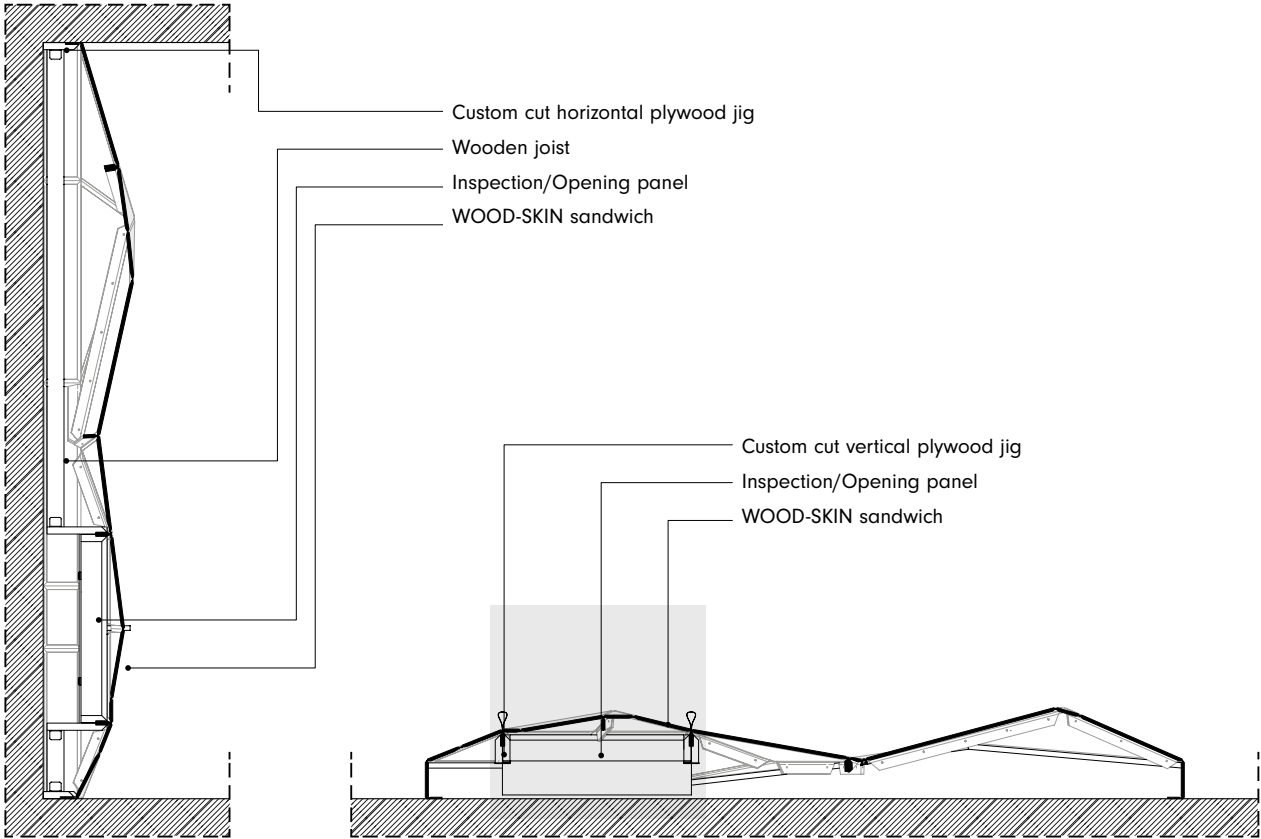 Custom cut horizontal plywood jig
Wooden joist
Inspection/Opening panel
WOOD-SKIN sandwich
Custom cut vertical plywood jig
Inspection/Opening panel
WOOD-SKIN sandwich